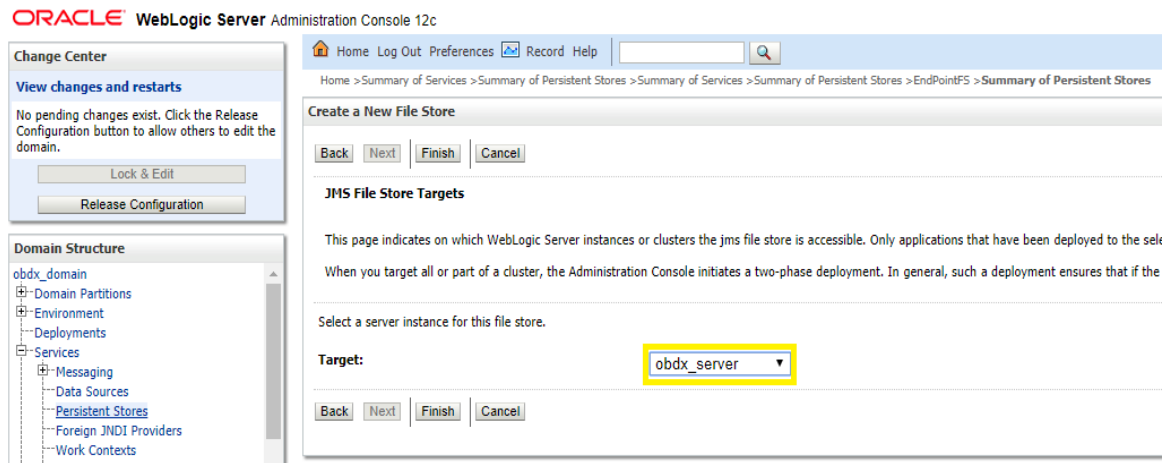 ORACLE WebLogic Server Administration Console 12c
Change Center
View changes and restarts
No pending changes exist. Click the Release
Configuration button to allow others to edit the
domain.
Lock & Edit
Release Configuration
Domain Structure
obdx_domain
Domain Partitions
Environment
Deployments
Services
Messaging
Data Sources
Persistent Stores
Foreign JNDI Providers
Work Contexts
Home Log Out Preferences Record Help
Home >Summary of Services >Summary of Persistent Stores >Summary of Services >Summary of Persistent Stores >EndPointFS >Summary of Persistent Stores
Create a New File Store
Back Next Finish Cancel
JMS File Store Targets
This page indicates on which WebLogic Server instances or clusters the jms file store is accessible. Only applications that have been deployed to the sele
When you target all or part of a cluster, the Administration Console initiates a two-phase deployment. In general, such a deployment ensures that if the
Select a server instance for this file store.
Target: obdx_server
Back Next Finish Cancel